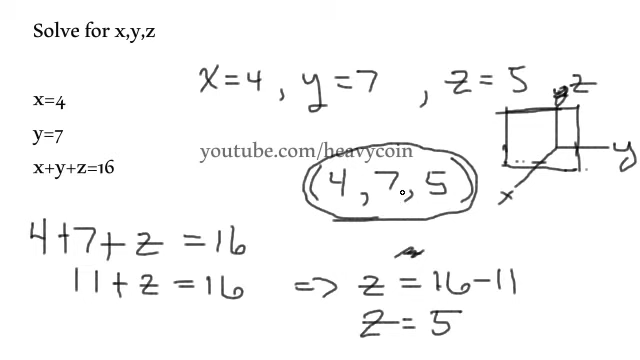 Solve for x,y,z
x=4, y=7, z=5
x=4
y=7
x+y+z=16
youtube.com/heavycoin
(4,7,5)
z
y
x
4+7+z=16
11+z=16 => z=16-11
z=5